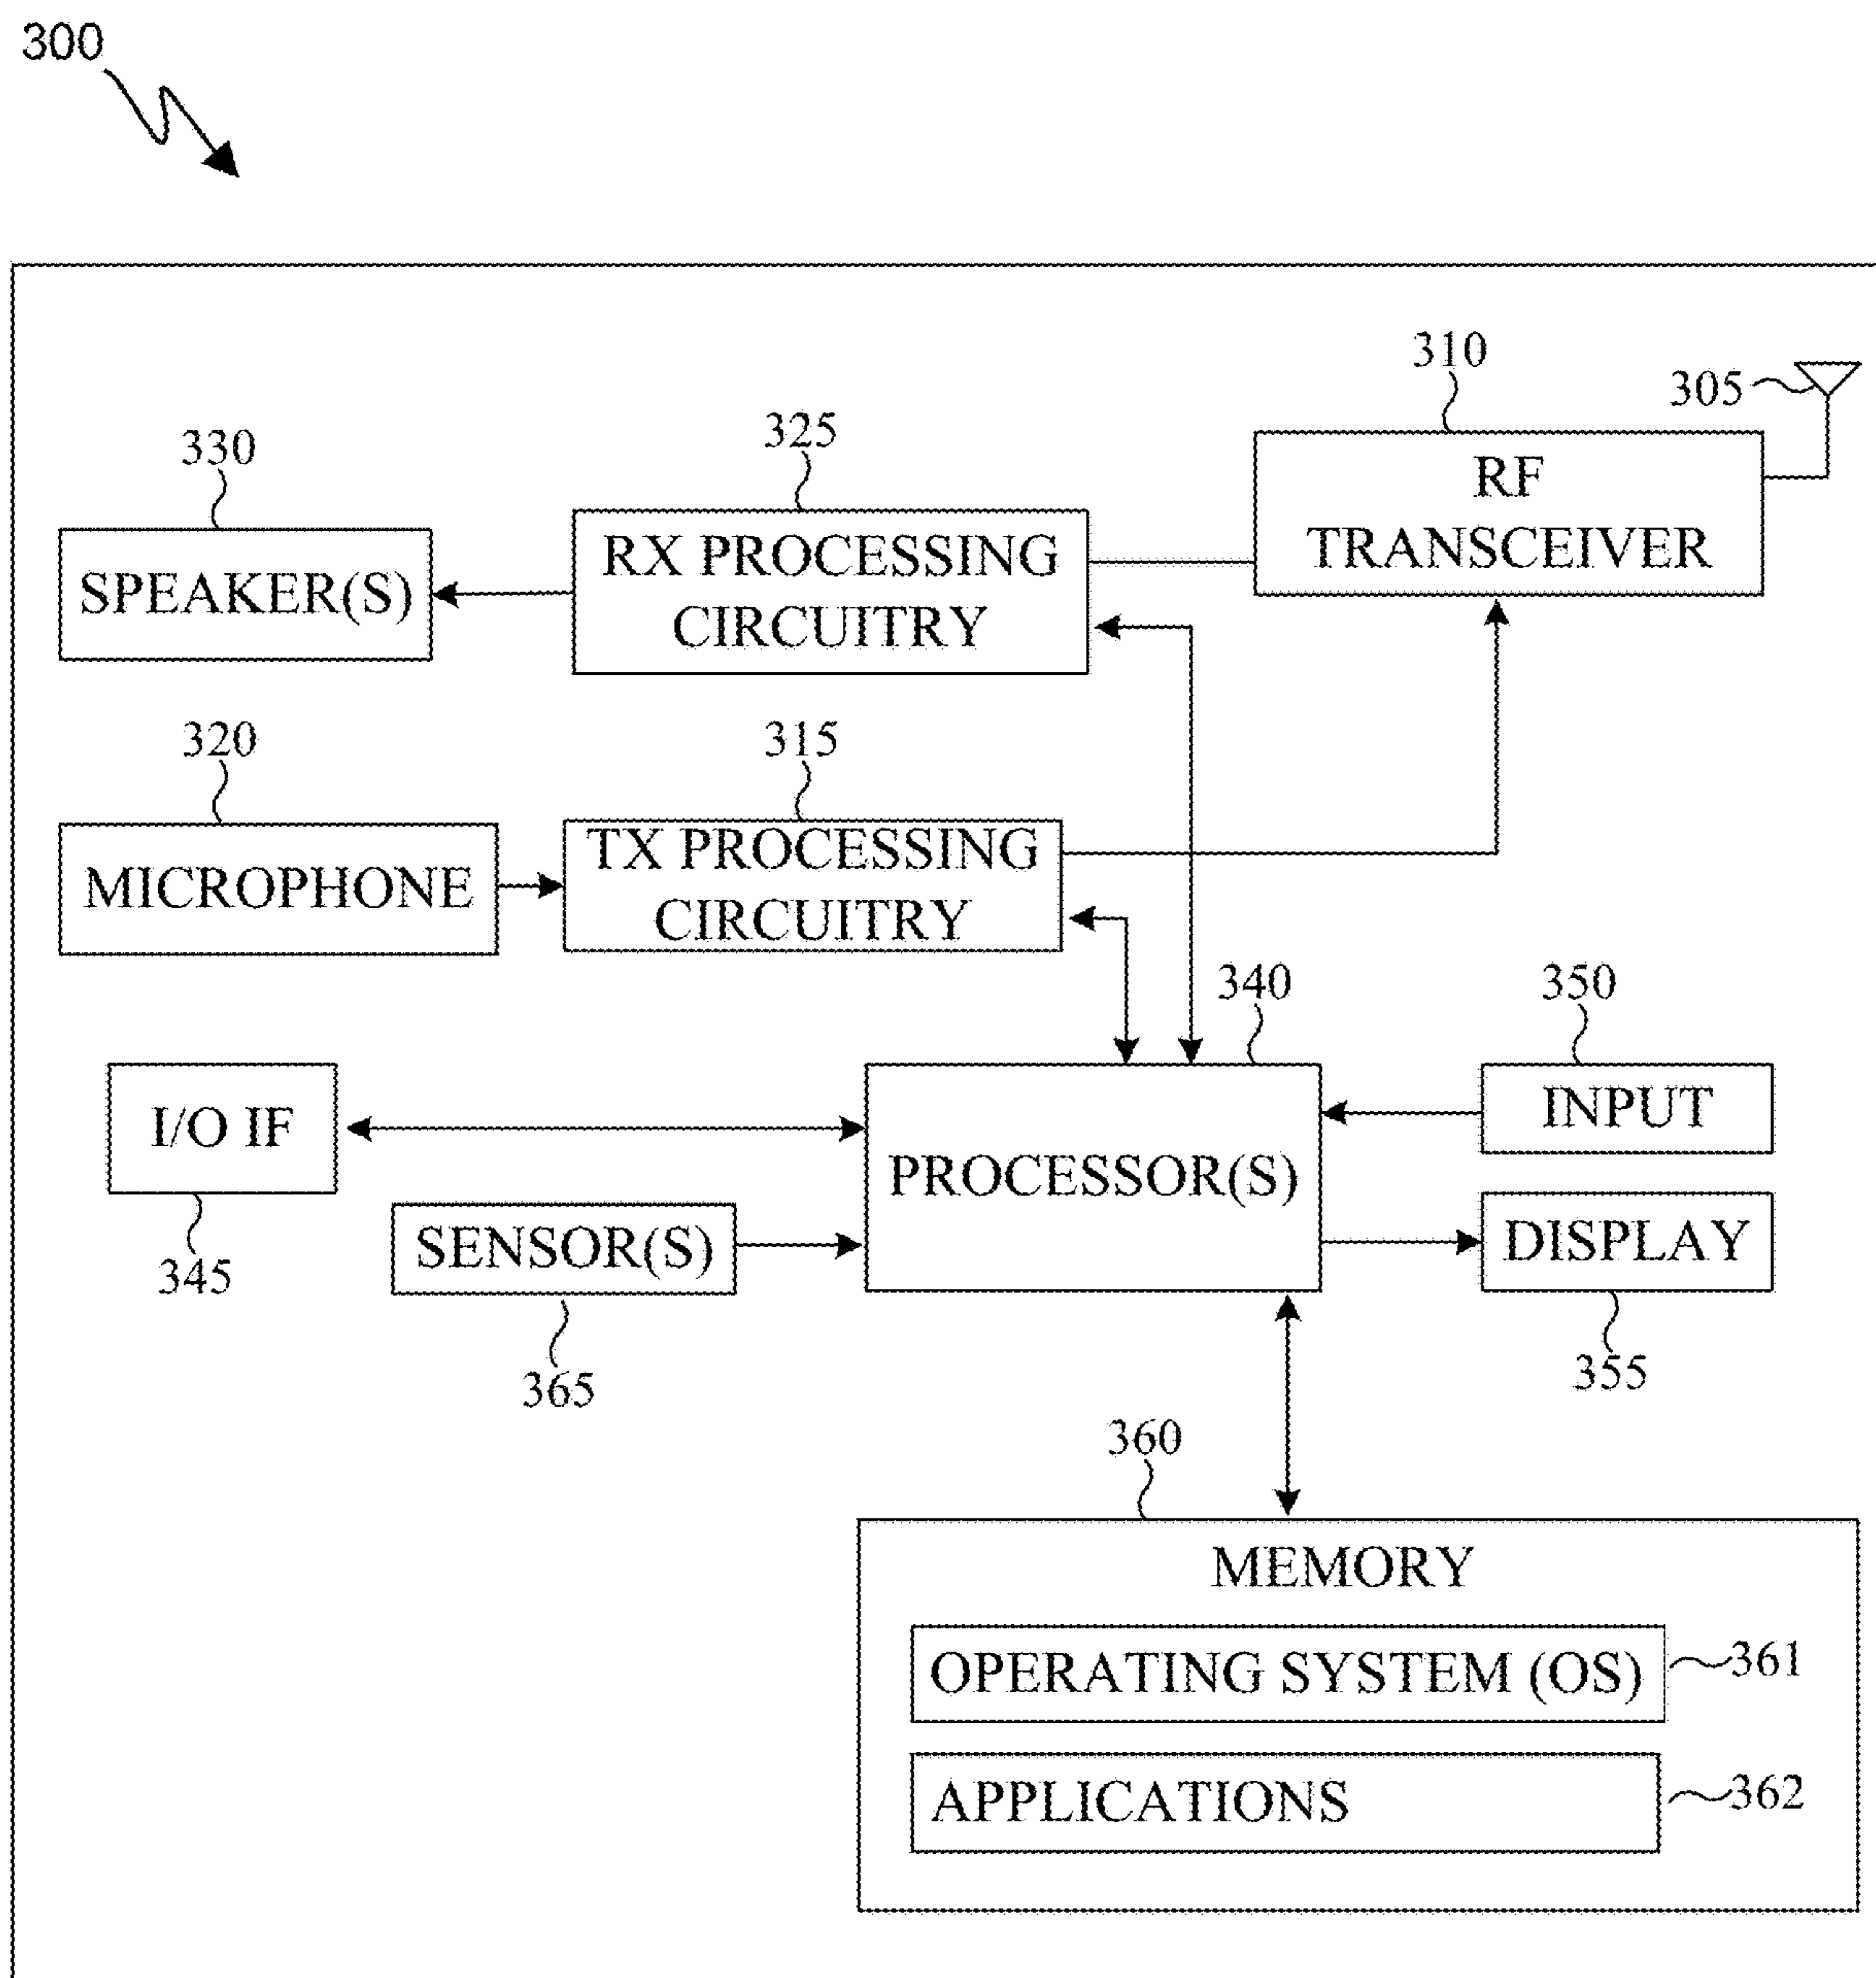 300
310
305
325
330
RF
TRANSCEIVER
RX PROCESSING
CIRCUITRY
SPEAKER(S)
320
315
TX PROCESSING
CIRCUITRY
MICROPHONE
340
350
I/O IF
INPUT
PROCESSOR(S)
SENSOR(S)
DISPLAY
345
365
355
360
MEMORY
OPERATING SYSTEM (OS)
361
APPLICATIONS
362